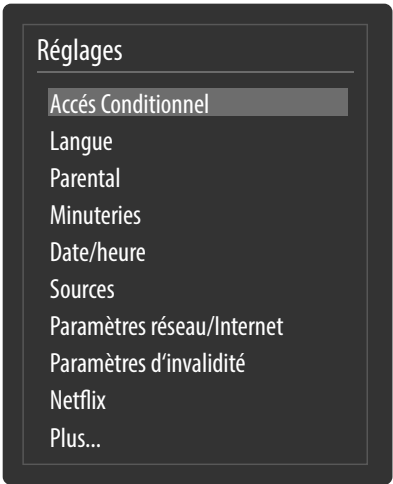 Réglages
Accés Conditionnel
Langue
Parental
Minuteries
Date/heure
Sources
Paramètres réseau/Internet
Paramètres d‘invalidité
Netflix
Plus...